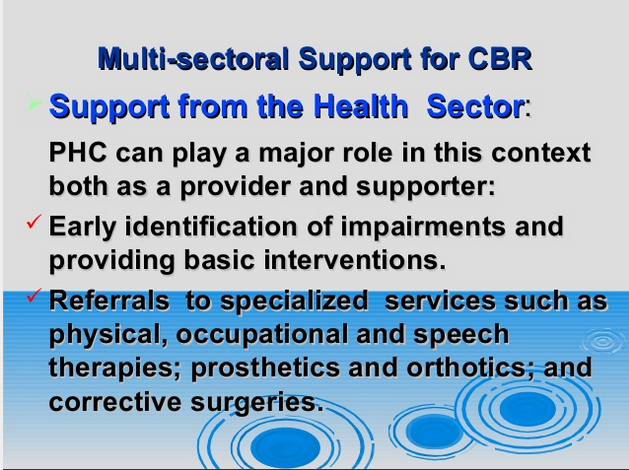 Multi-sectoral Support for CBR
Support from the Health  Sector:
PHC can play a major role in this context
both as a provider and supporter:
Early identification of impairments and
providing basic interventions.
Referrals  to specialized  services such as
physical, occupational and speech
therapies; prosthetics and orthotics; and
corrective surgeries.